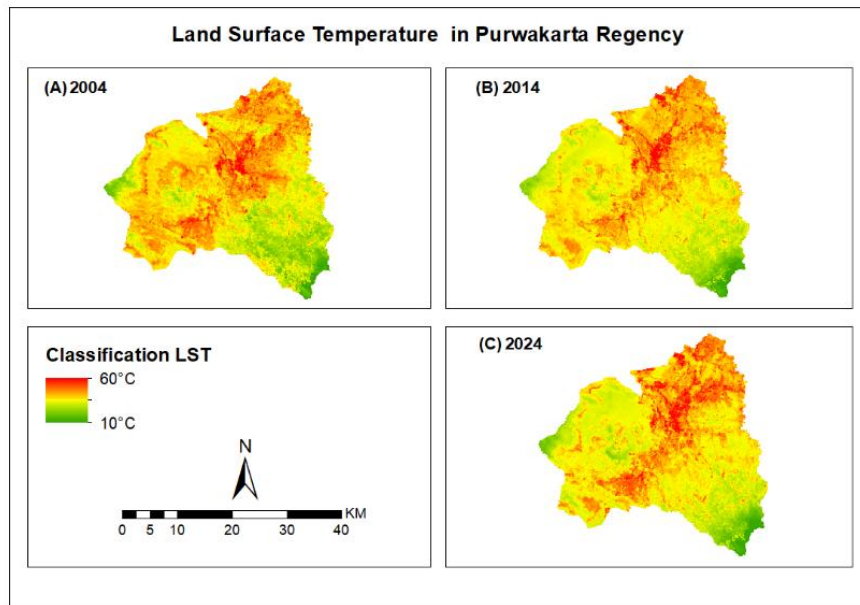 Land Surface Temperature in Purwakarta Regency
(A) 2004
(B) 2014
Classification LST
60°C
10°C
N
KM
0 5 10 20 30 40
(C) 2024